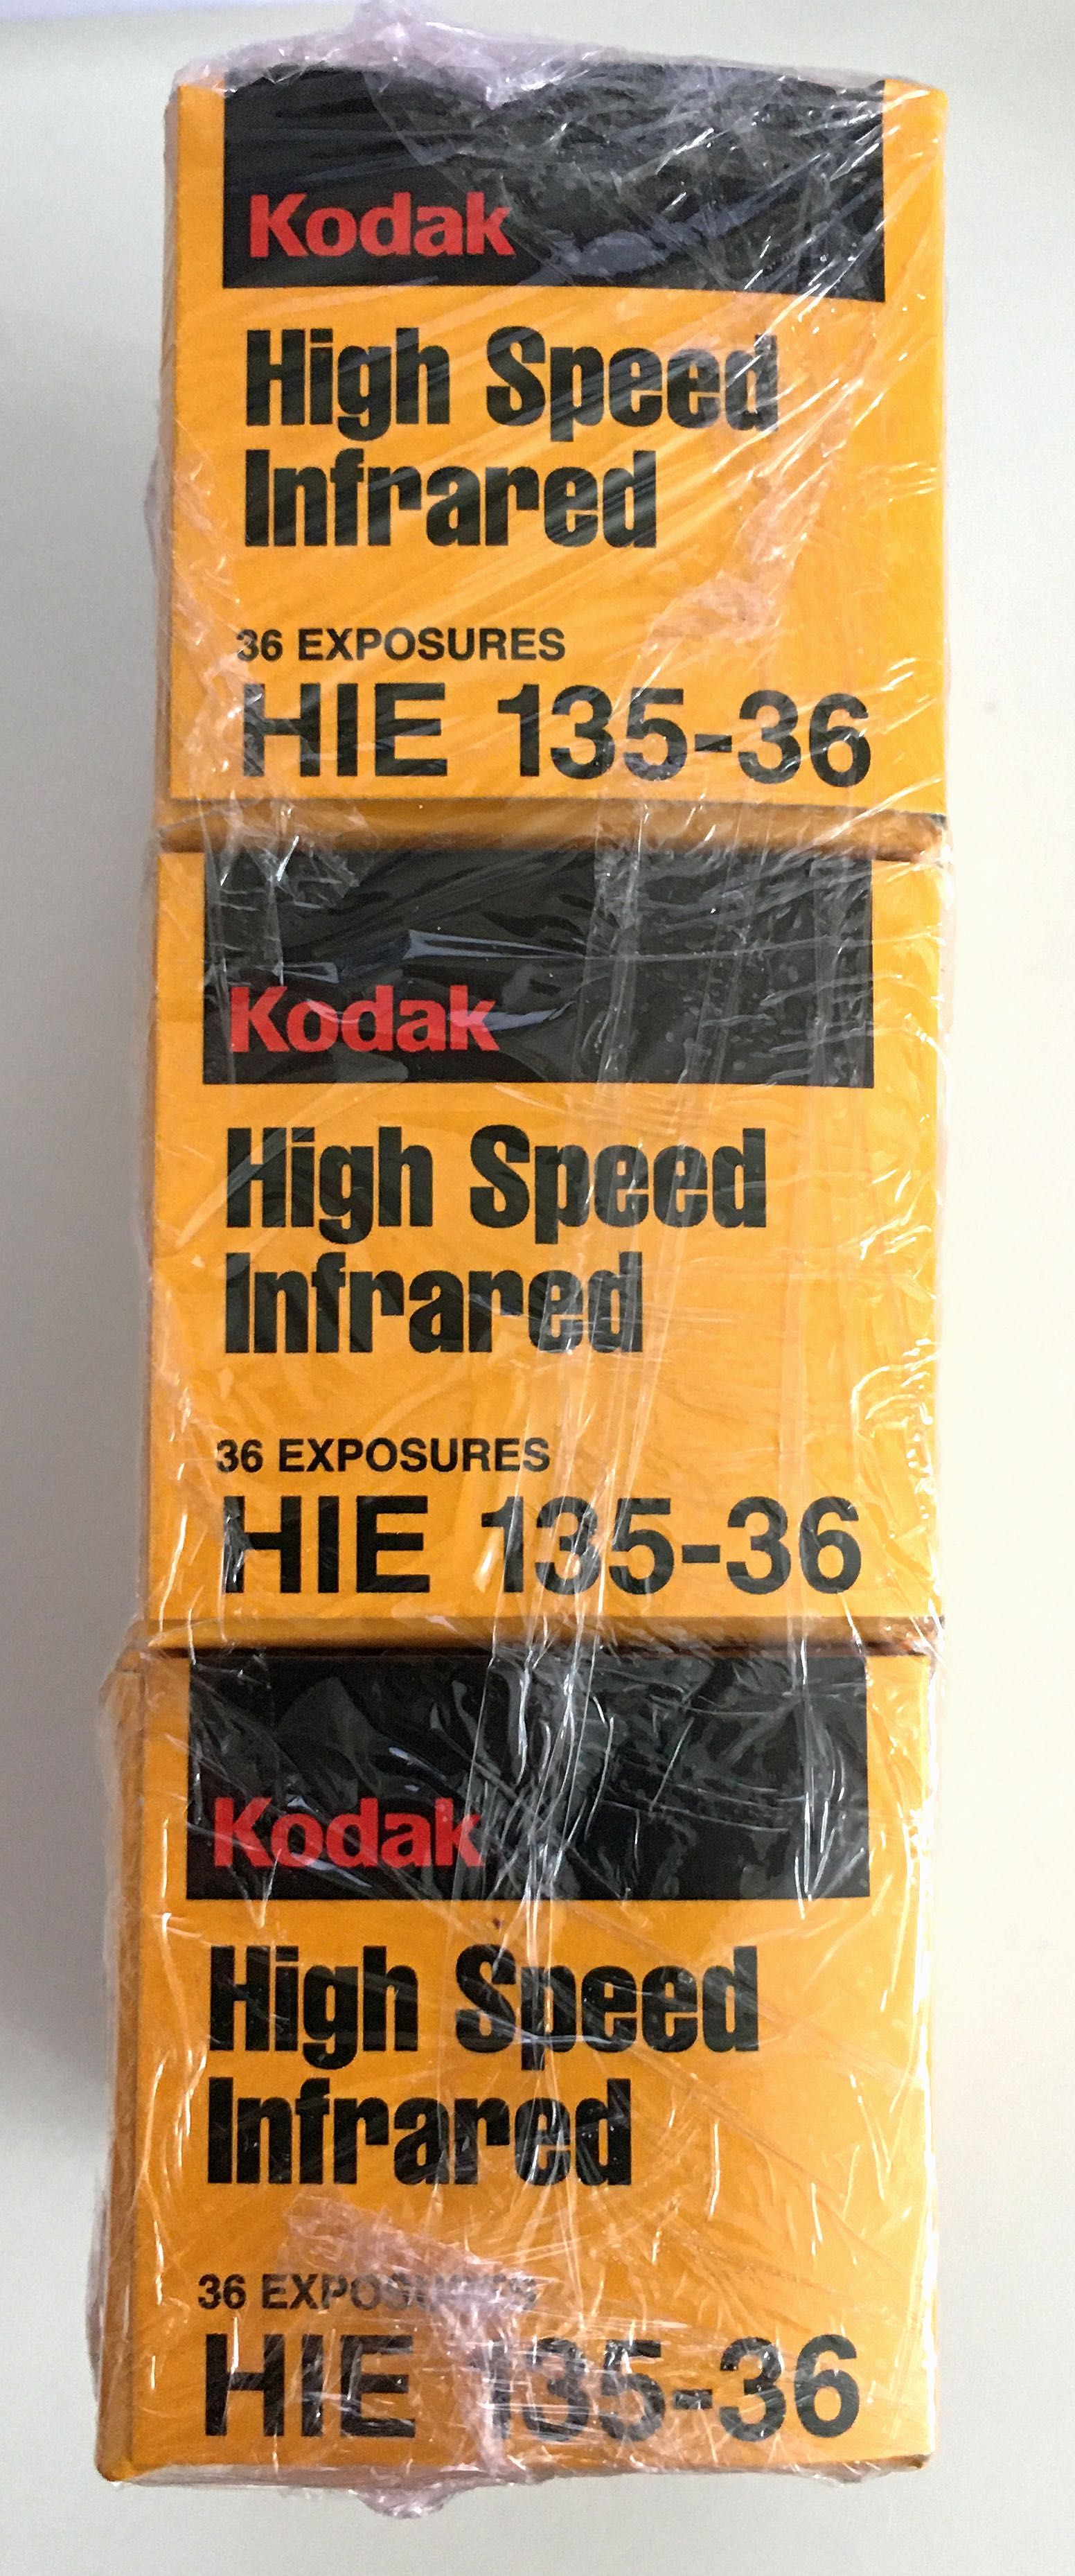 Kodak
High Speed
Infrared
36 EXPOSURES
HIE 135-36
Kodak
High Speed
Infrared
36 EXPOSURES
HIE 135-36
Kodak
High Speed
Infrared
36 EXPOSURES
HIE 135-36